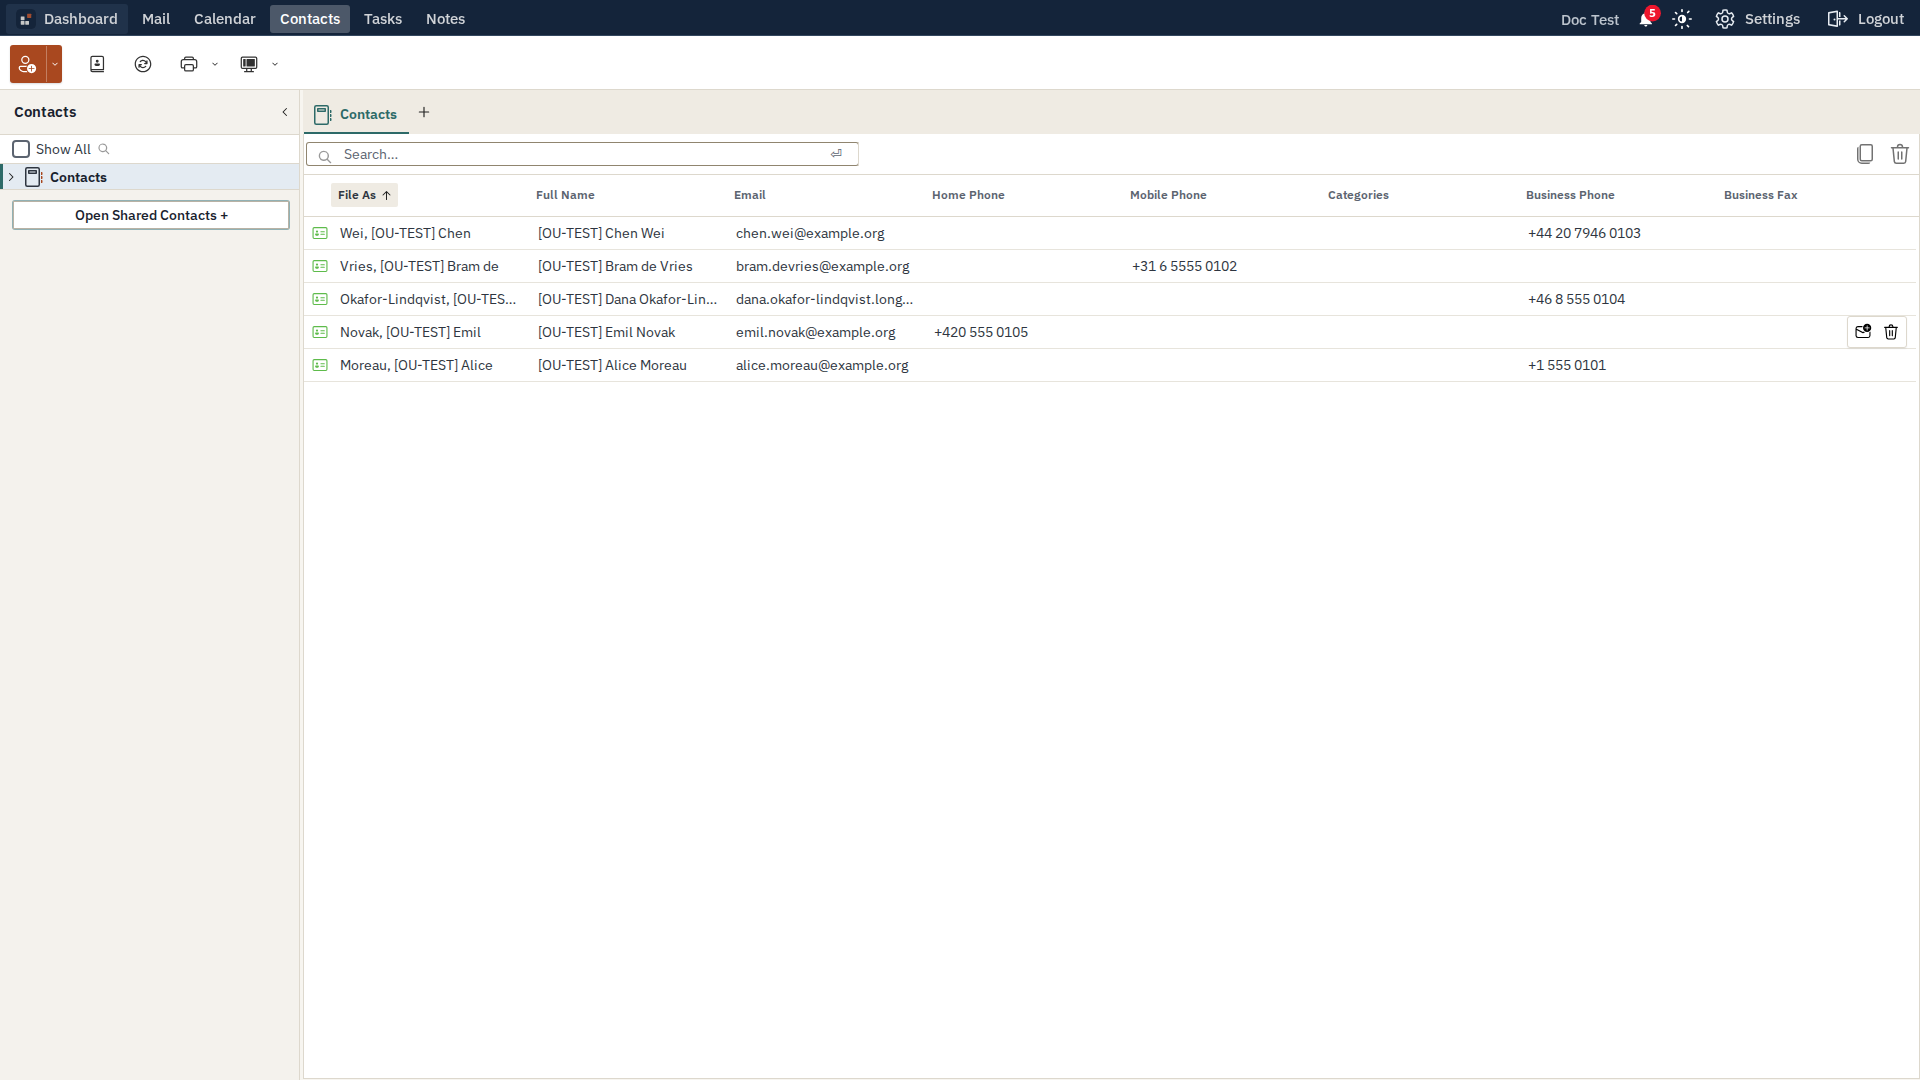 Dashboard Mail Calendar Contacts Tasks Notes Doc Test 5 Settings Logout
Contacts
Show All
Contacts
Open Shared Contacts +
Contacts +
Search...
File As Full Name Email Home Phone Mobile Phone Categories Business Phone Business Fax
Wei, [OU-TEST] Chen [OU-TEST] Chen Wei chen.wei@example.org +44 20 7946 0103
Vries, [OU-TEST] Bram de [OU-TEST] Bram de Vries bram.devries@example.org +31 6 5555 0102
Okafor-Lindqvist, [OU-TES... [OU-TEST] Dana Okafor-Lin... dana.okafor-lindqvist.long... +46 8 555 0104
Novak, [OU-TEST] Emil [OU-TEST] Emil Novak emil.novak@example.org +420 555 0105
Moreau, [OU-TEST] Alice [OU-TEST] Alice Moreau alice.moreau@example.org +1 555 0101